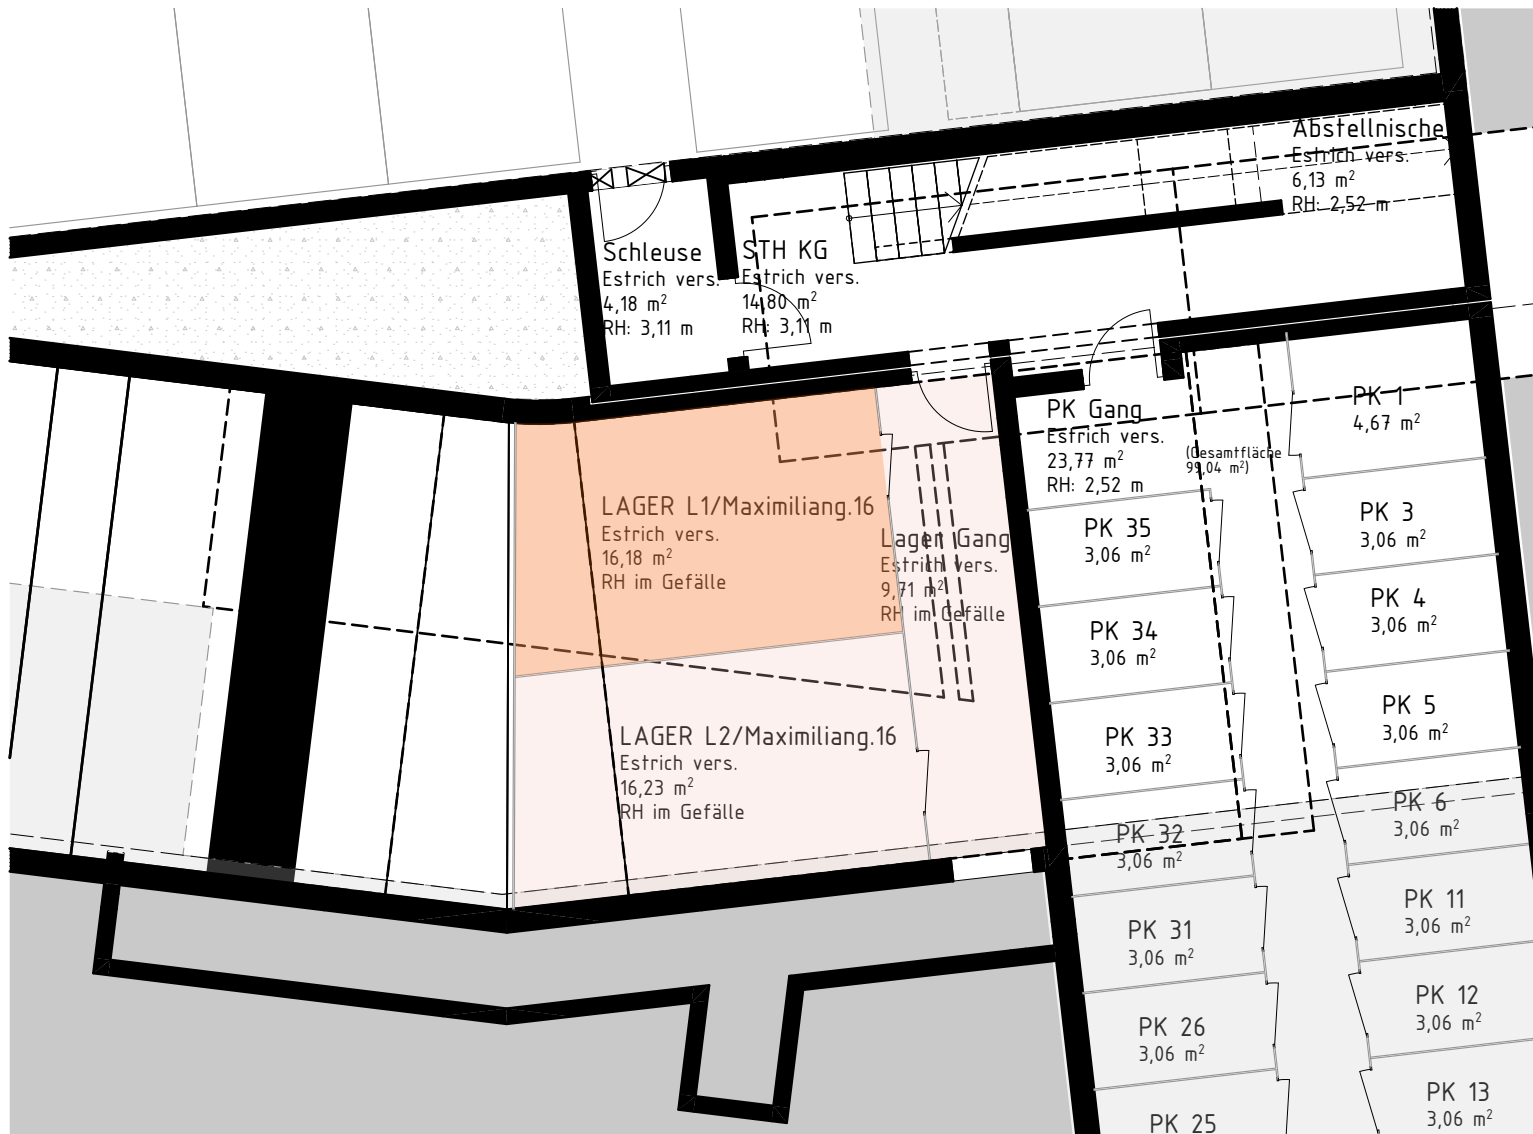 Abstellnische
Estrich vers.
6,13 m²
RH: 2,52 m
Schleuse
Estrich vers.
4,18 m²
RH: 3,11 m
STH KG
Estrich vers.
14,80 m²
RH: 3,11 m
PK Gang
Estrich vers.
23,77 m²
RH: 2,52 m
(Gesamtfläche
99,04 m²)
LAGER L1/Maximiliang.16
Estrich vers.
16,18 m²
RH im Gefälle
Lager Gang
Estrich vers.
9,71 m²
RH im Gefälle
LAGER L2/Maximiliang.16
Estrich vers.
16,23 m²
RH im Gefälle
PK 35
3,06 m²
PK 34
3,06 m²
PK 33
3,06 m²
PK 32
3,06 m²
PK 31
3,06 m²
PK 26
3,06 m²
PK 25
PK 1
4,67 m²
PK 3
3,06 m²
PK 4
3,06 m²
PK 5
3,06 m²
PK 6
3,06 m²
PK 11
3,06 m²
PK 12
3,06 m²
PK 13
3,06 m²